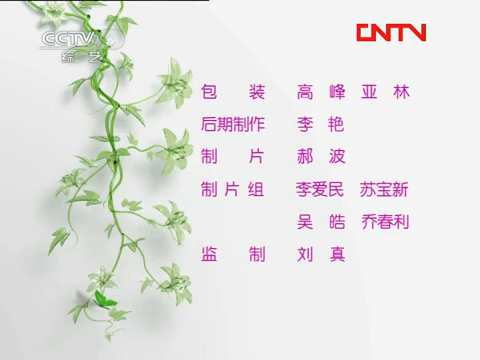 CCTV 3
综艺
CNTV
包 装 高 峰 亚 林
后期制作 李 艳
制 片 郝 波
制 片 组 李爱民 苏宝新
吴 皓 乔春利
监 制 刘 真